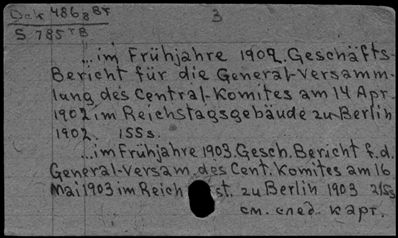 Dek 4868 Br 3
S 785 r B
...im Frühjahre 1902. Geschäfts-
Bericht für die General-Versamm-
lung des Central-Komites am 14 Apr.
1902 im Reichstagsgebäude zu Berlin
1902. 155s.
...im Frühjahre 1903. Gesch. Bericht f.d.
General-Versam. des Cent. Komites am 16
Mai 1903 im Reich st. zu Berlin 1903 215s
см. след. карт.